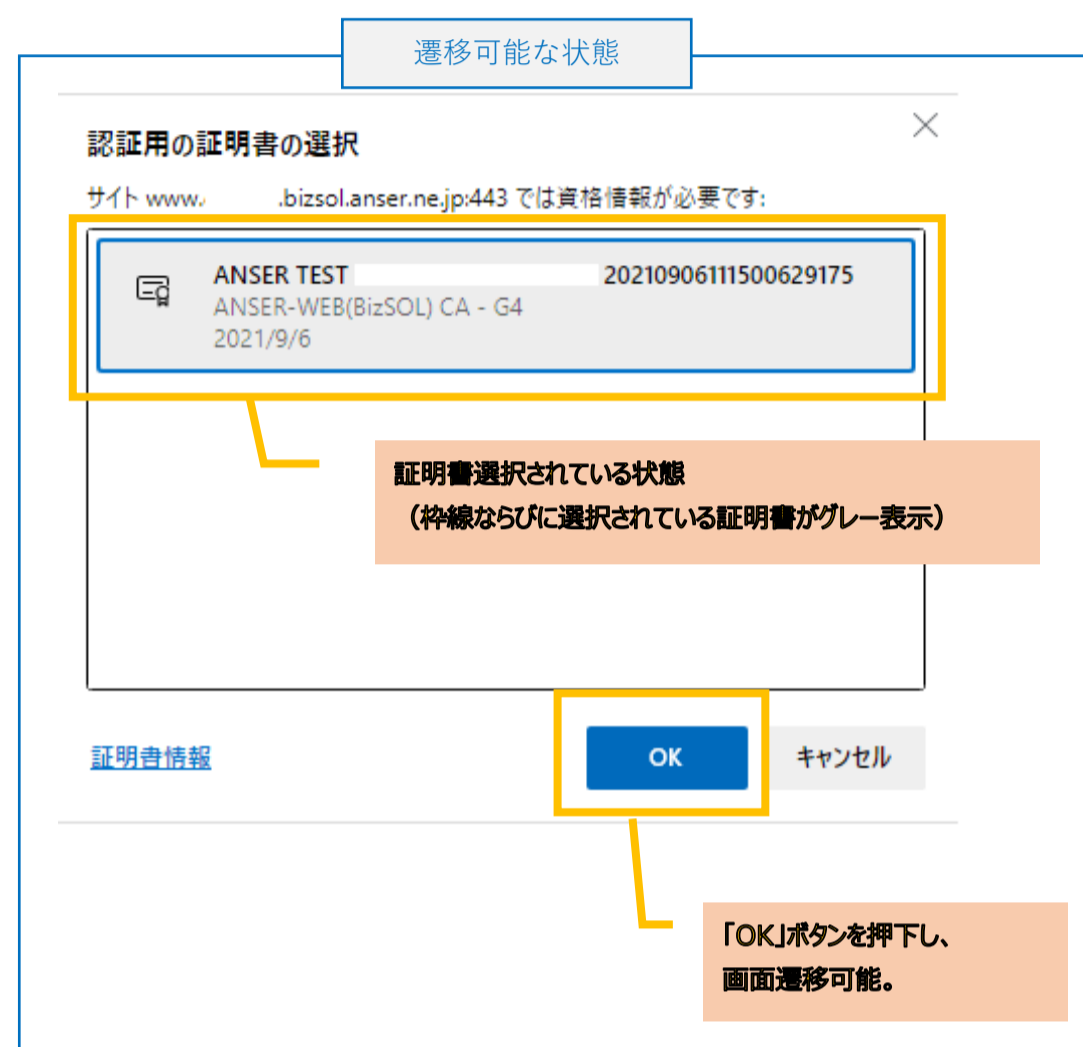 遷移可能な状態
認証用の証明書の選択
サイト www. .bizsol.anser.ne.jp:443 では資格情報が必要です:
ANSER TEST 20210906111500629175
ANSER-WEB(BizSOL) CA - G4
2021/9/6
証明書選択されている状態
（枠線ならびに選択されている証明書がグレー表示）
証明書情報
OK
キャンセル
「OK」ボタンを押下し、
画面遷移可能。